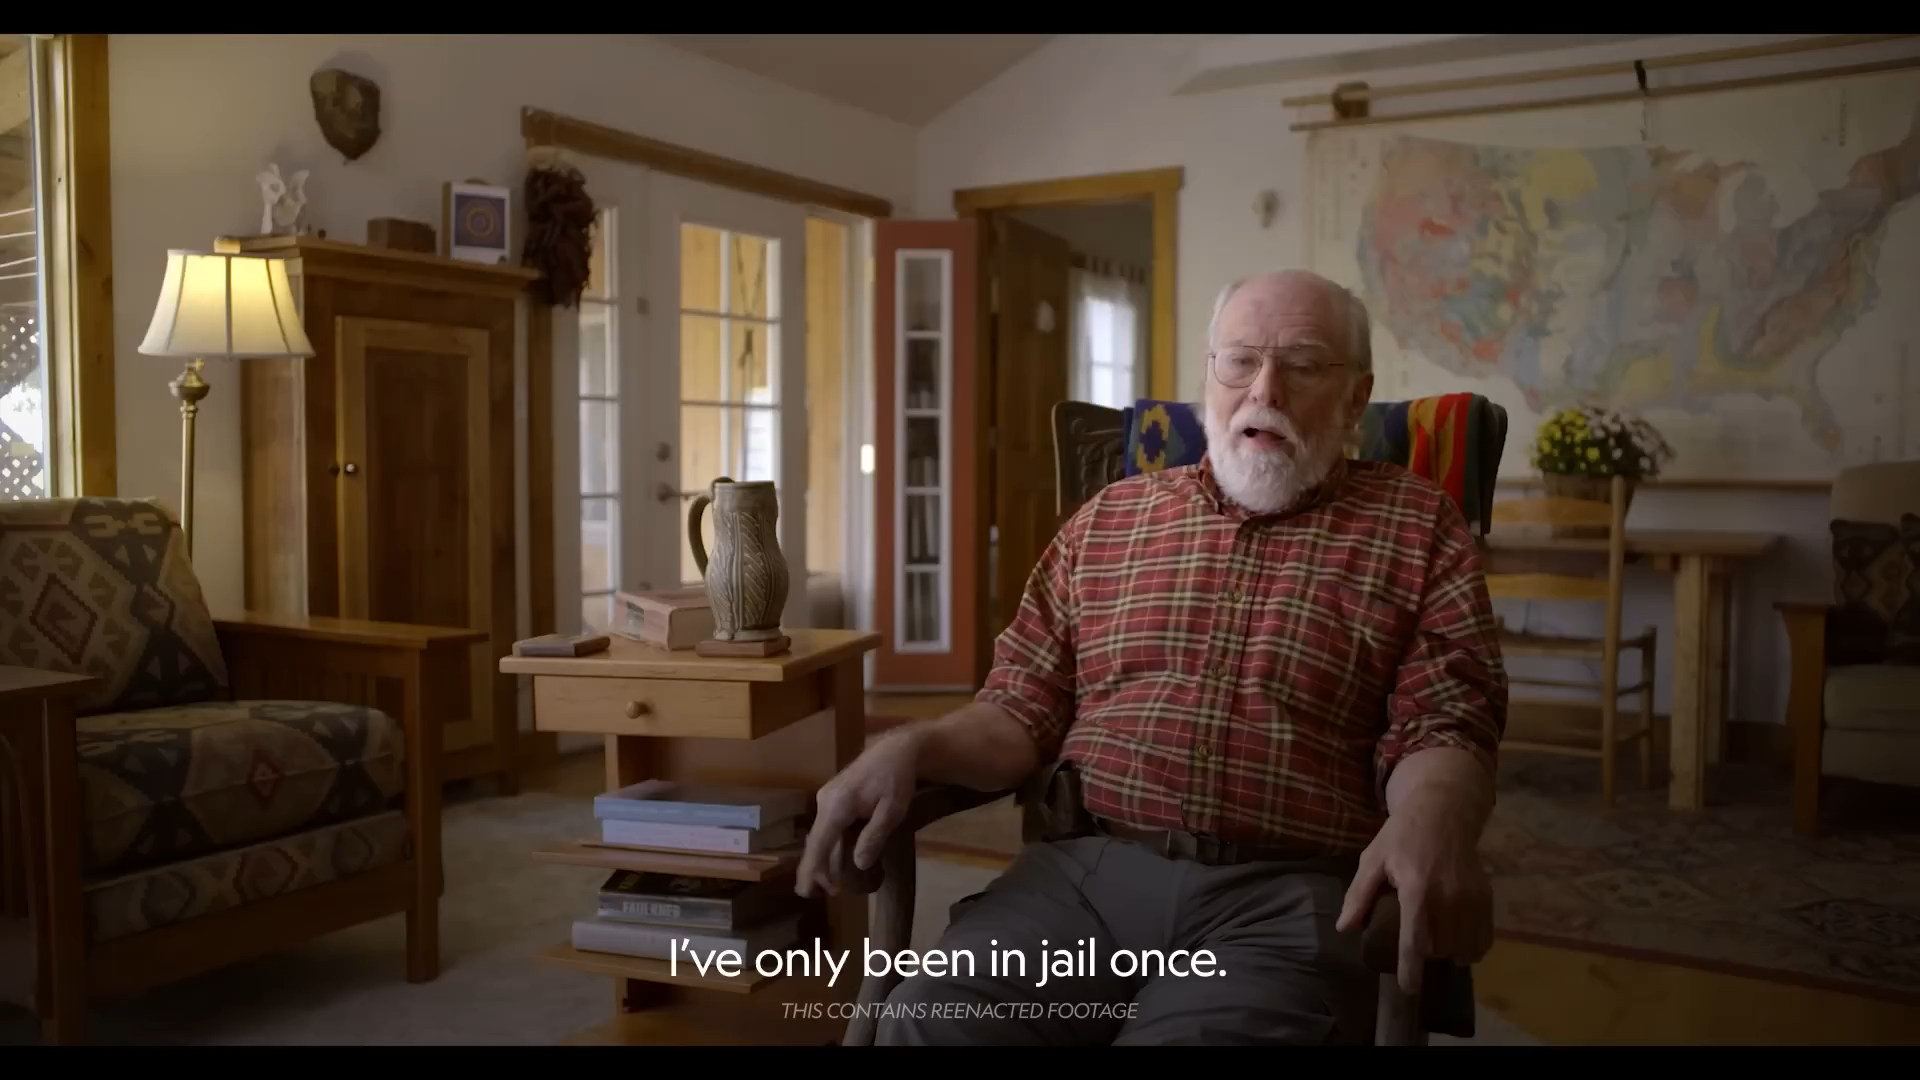 FAULKNER
I've only been in jail once.
THIS CONTAINS REENACTED FOOTAGE